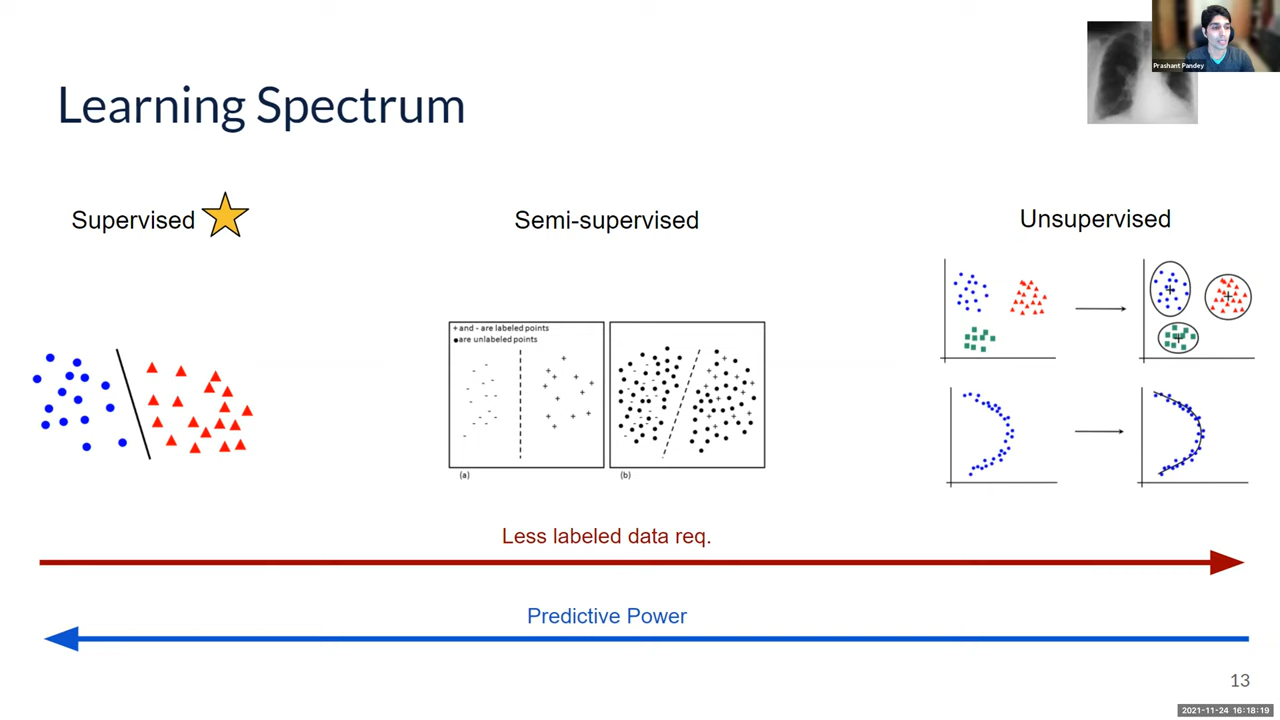 Prashant Pandey
Learning Spectrum
Supervised
Semi-supervised
Unsupervised
+ and - are labeled points
●are unlabeled points
(a)
(b)
Less labeled data req.
Predictive Power
13
2021-11-24 16:18:19